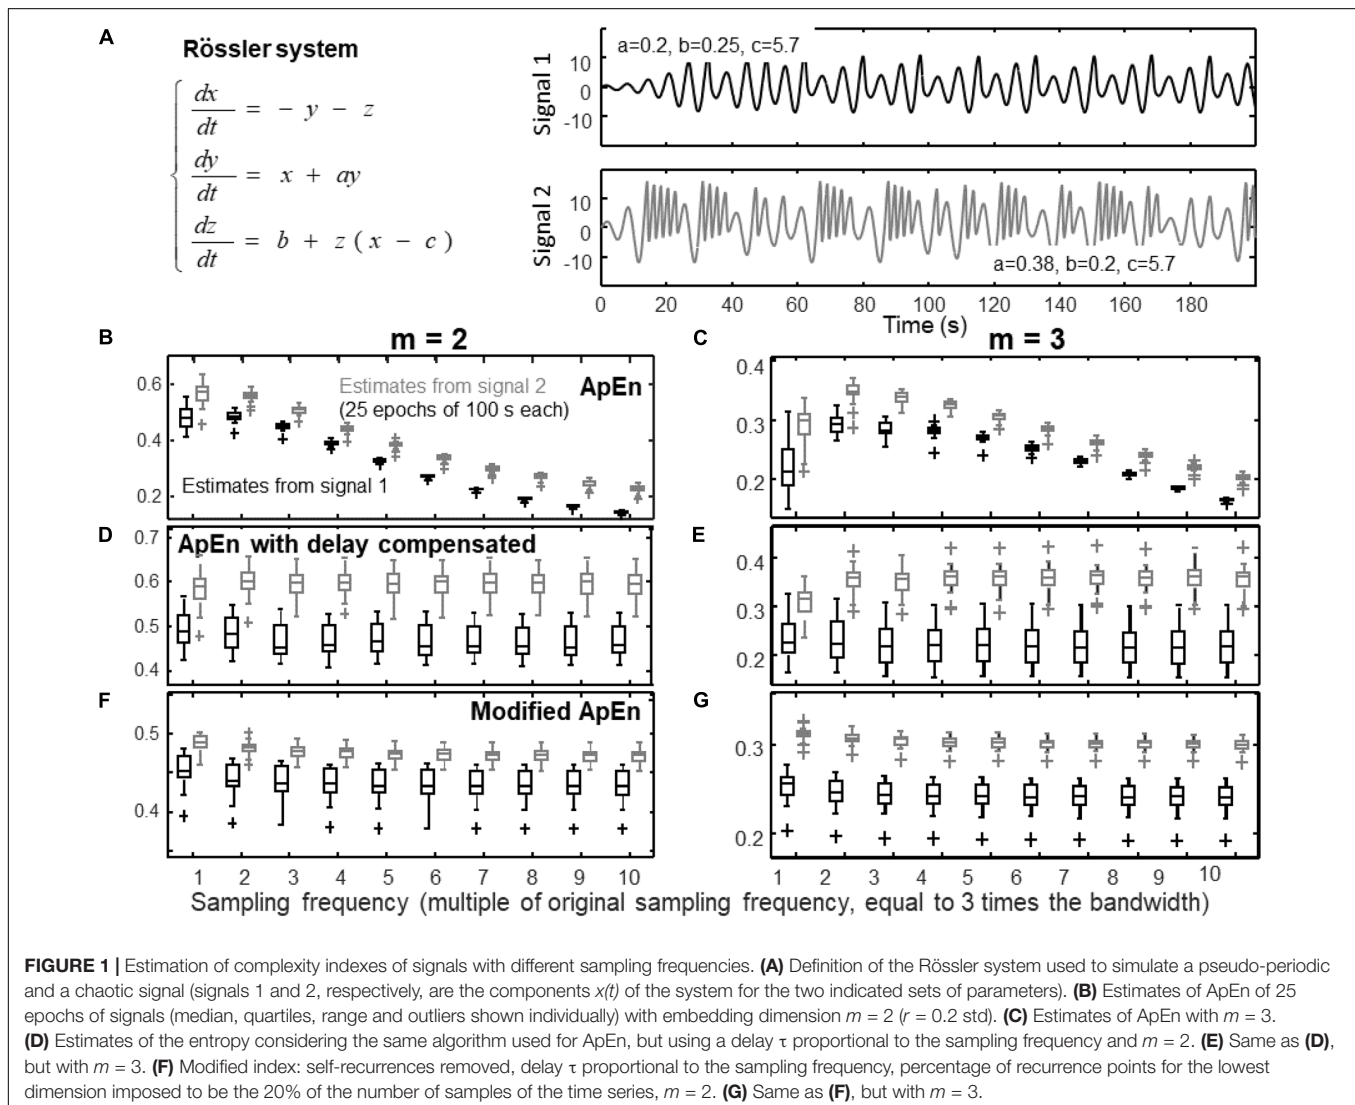 A
Rössler system
dx/dt = - y - z
dy/dt = x + ay
dz/dt = b + z ( x - c )
Signal 1
10
0
-10
a=0.2, b=0.25, c=5.7
Signal 2
10
0
-10
a=0.38, b=0.2, c=5.7
0 20 40 60 80 100 120 140 160 180
Time (s)
B
m = 2
0.6
0.4
0.2
Estimates from signal 2
(25 epochs of 100 s each)
ApEn
Estimates from signal 1
C
m = 3
0.4
0.3
0.2
D
ApEn with delay compensated
0.7
0.6
0.5
0.4
E
0.4
0.3
0.2
F
Modified ApEn
0.5
0.4
G
0.3
0.2
1 2 3 4 5 6 7 8 9 10
1 2 3 4 5 6 7 8 9 10
Sampling frequency (multiple of original sampling frequency, equal to 3 times the bandwidth)
FIGURE 1 | Estimation of complexity indexes of signals with different sampling frequencies. (A) Definition of the Rössler system used to simulate a pseudo-periodic
and a chaotic signal (signals 1 and 2, respectively, are the components x(t) of the system for the two indicated sets of parameters). (B) Estimates of ApEn of 25
epochs of signals (median, quartiles, range and outliers shown individually) with embedding dimension m = 2 (r = 0.2 std). (C) Estimates of ApEn with m = 3.
(D) Estimates of the entropy considering the same algorithm used for ApEn, but using a delay τ proportional to the sampling frequency and m = 2. (E) Same as (D),
but with m = 3. (F) Modified index: self-recurrences removed, delay τ proportional to the sampling frequency, percentage of recurrence points for the lowest
dimension imposed to be the 20% of the number of samples of the time series, m = 2. (G) Same as (F), but with m = 3.